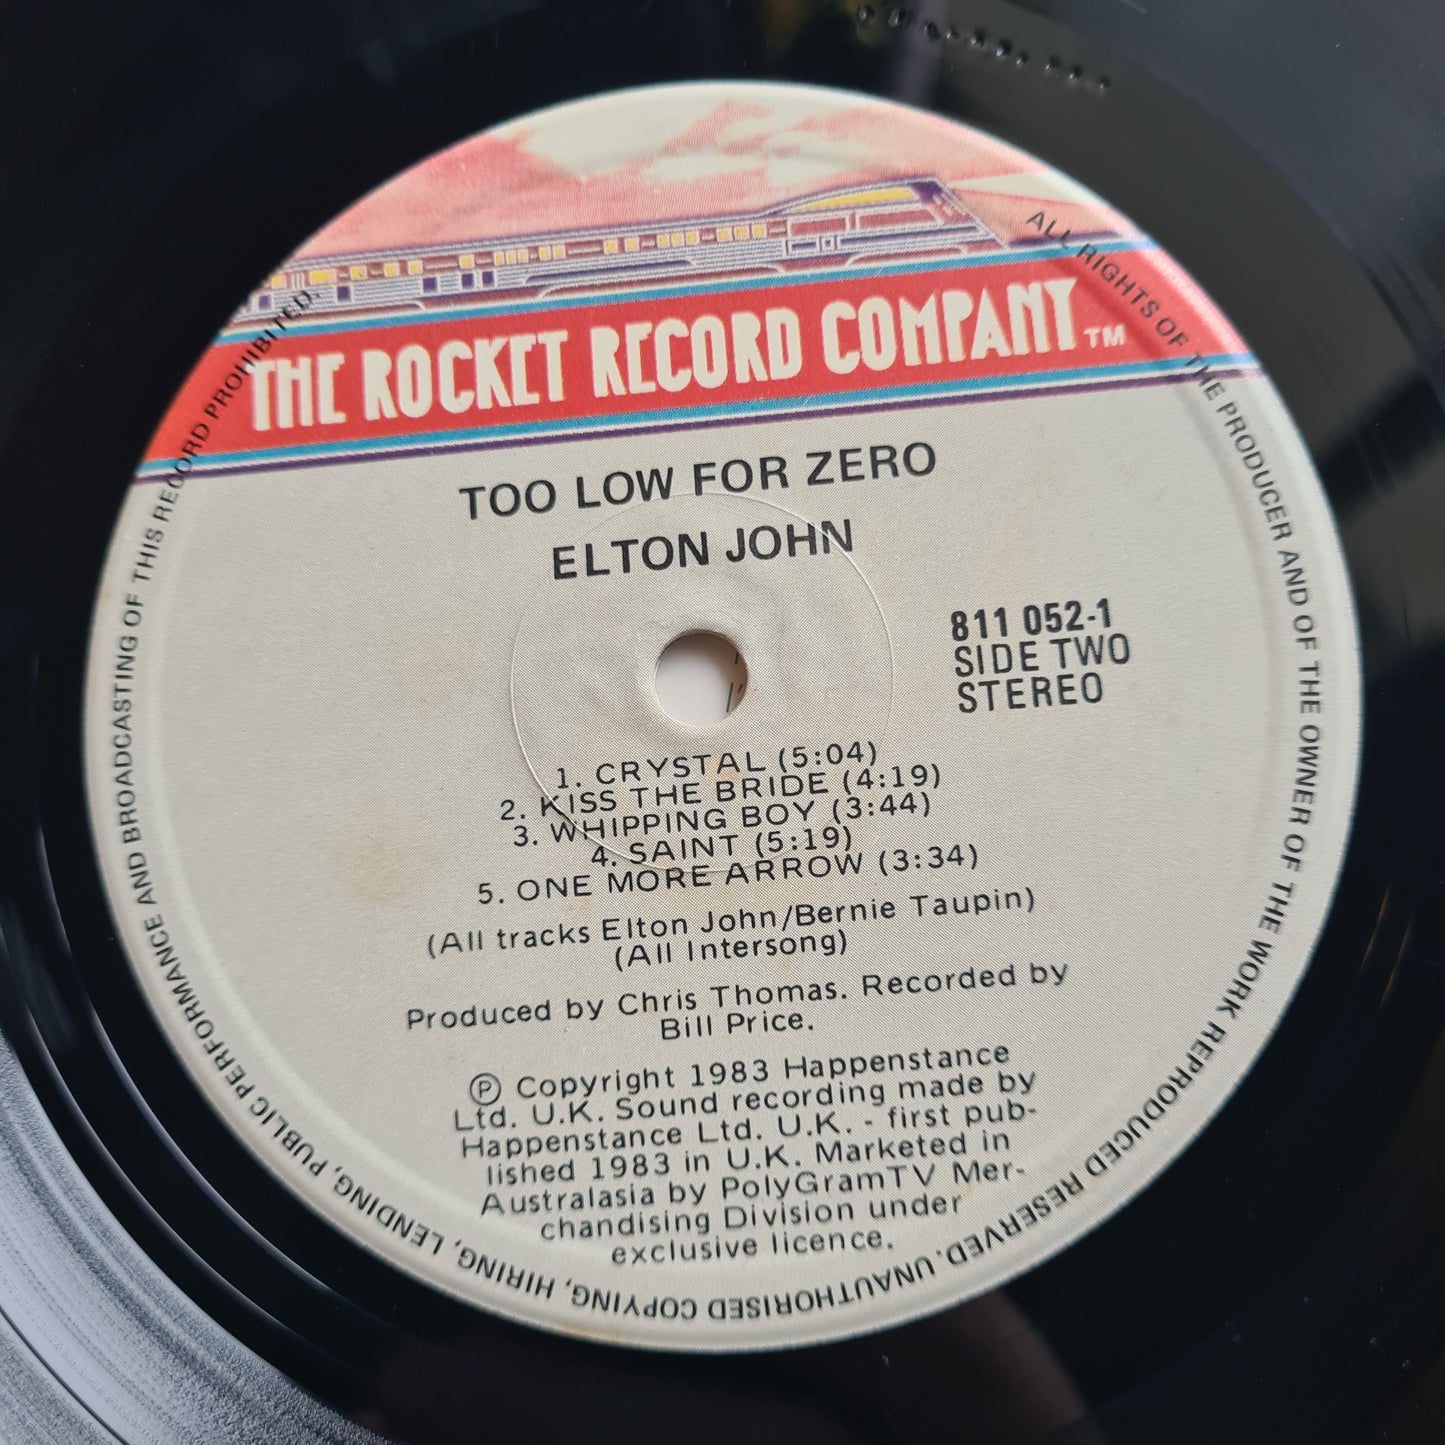 THE ROCKET RECORD COMPANY TM
TOO LOW FOR ZERO
ELTON JOHN
811 052-1
SIDE TWO
STEREO
1. CRYSTAL (5:04)
2. KISS THE BRIDE (4:19)
3. WHIPPING BOY (3:44)
4. SAINT (5:19)
5. ONE MORE ARROW (3:34)
(All tracks Elton John/Bernie Taupin)
(All Intersong)
Produced by Chris Thomas. Recorded by
Bill Price.
Ⓟ Copyright 1983 Happenstance
Ltd. U.K. Sound recording made by
Happenstance Ltd. U.K. - first pub-
lished 1983 in U.K. Marketed in
Australasia by PolyGramTV Mer-
chandising Division under
exclusive licence.
ALL RIGHTS OF THE PRODUCER AND OF THE OWNER OF THE WORK REPRODUCED RESERVED. UNAUTHORISED COPYING, HIRING, LENDING, PUBLIC PERFORMANCE AND BROADCASTING OF THIS RECORD PROHIBITED.